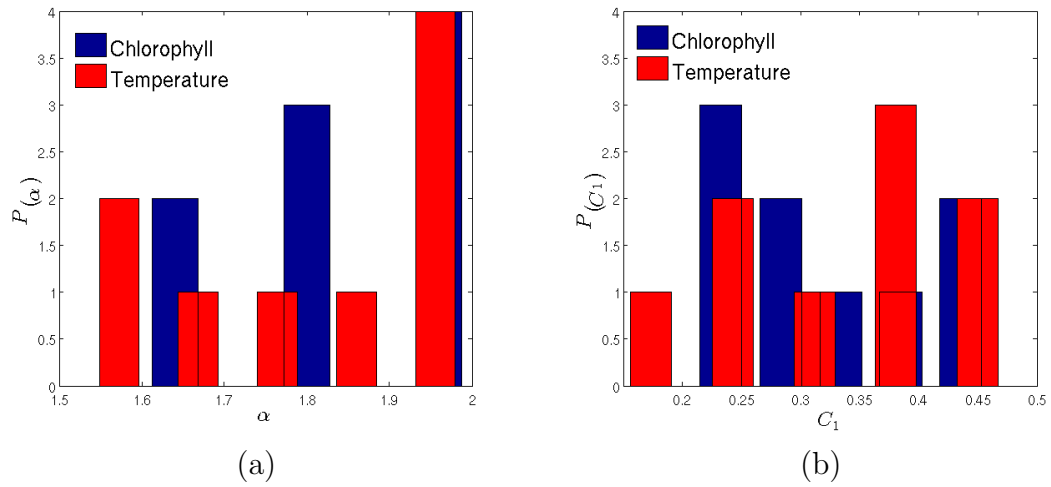 4
3.5
3
2.5
2
1.5
1
0.5
0
P(α)
Chlorophyll
Temperature
1.5 1.6 1.7 1.8 1.9 2
α
(a)
4
3.5
3
2.5
2
1.5
1
0.5
0
P(C₁)
Chlorophyll
Temperature
0.2 0.25 0.3 0.35 0.4 0.45 0.5
C₁
(b)